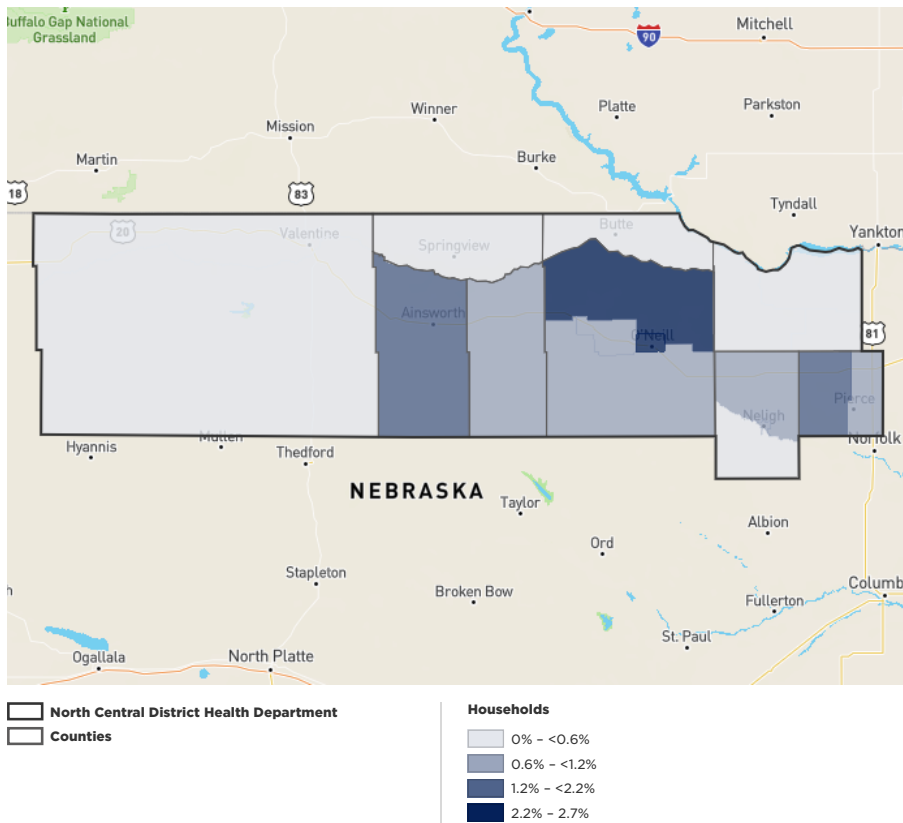 Buffalo Gap National
Grassland
90
Mitchell
Winner
Platte
Parkston
Mission
Martin
Burke
18
83
Tyndall
20
Valentine
Springview
Butte
Yankton
Ainsworth
O'Neill
81
Neligh
Pierce
Hyannis
Mullen
Thedford
Norfolk
NEBRASKA
Taylor
Albion
Ord
Stapleton
Broken Bow
Columb
Fullerton
St. Paul
Ogallala
North Platte
North Central District Health Department
Counties
Households
0% – <0.6%
0.6% – <1.2%
1.2% – <2.2%
2.2% – 2.7%